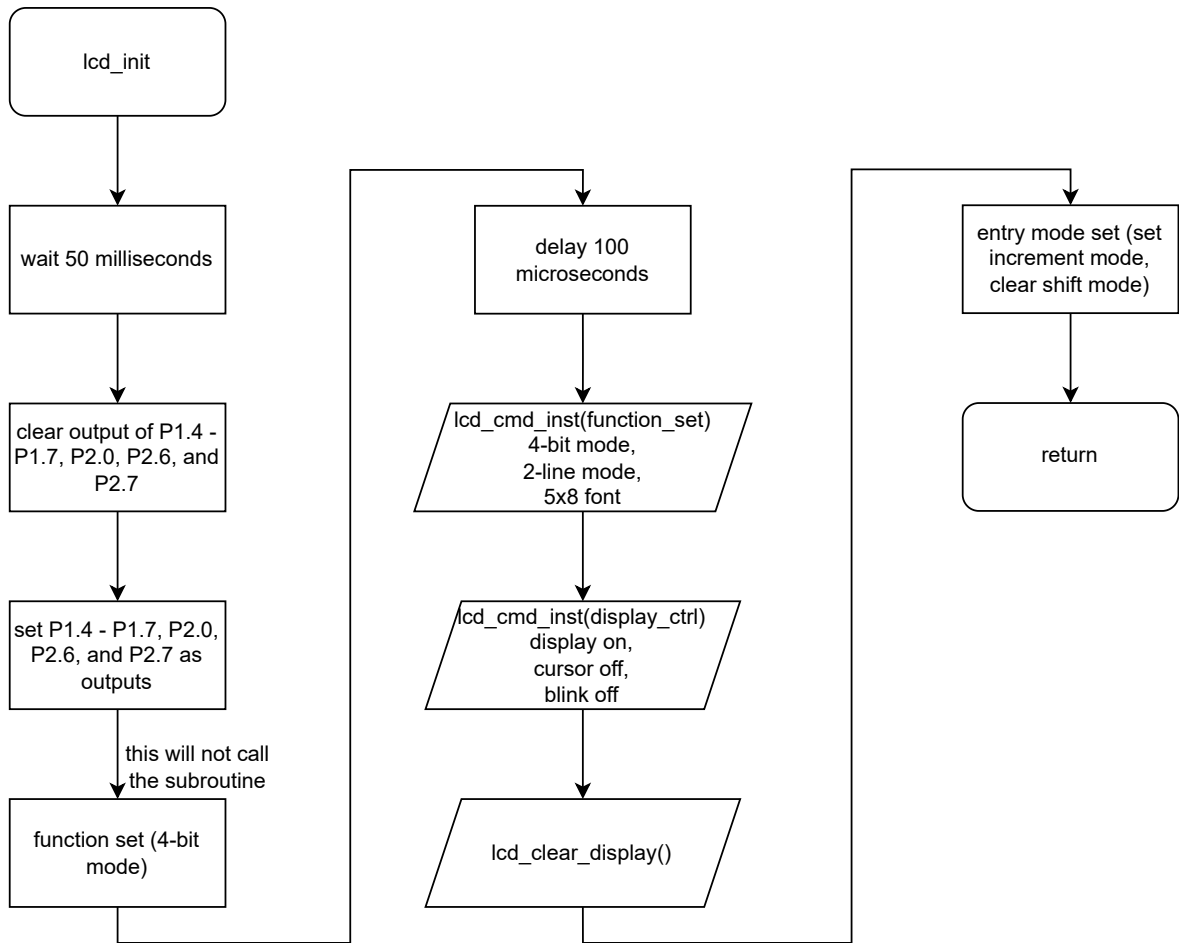 lcd_init
wait 50 milliseconds
clear output of P1.4 -
P1.7, P2.0, P2.6, and
P2.7
set P1.4 - P1.7, P2.0,
P2.6, and P2.7 as
outputs
this will not call
the subroutine
function set (4-bit
mode)
delay 100
microseconds
lcd_cmd_inst(function_set)
4-bit mode,
2-line mode,
5x8 font
lcd_cmd_inst(display_ctrl)
display on,
cursor off,
blink off
lcd_clear_display()
entry mode set (set
increment mode,
clear shift mode)
return